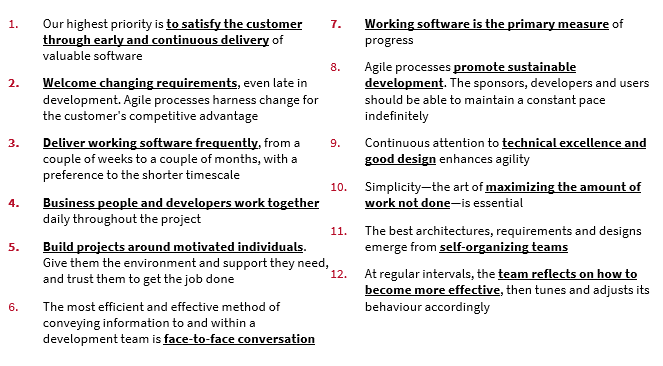 1. Our highest priority is to satisfy the customer
through early and continuous delivery of
valuable software
2. Welcome changing requirements, even late in
development. Agile processes harness change for
the customer's competitive advantage
3. Deliver working software frequently, from a
couple of weeks to a couple of months, with a
preference to the shorter timescale
4. Business people and developers work together
daily throughout the project
5. Build projects around motivated individuals.
Give them the environment and support they need,
and trust them to get the job done
6. The most efficient and effective method of
conveying information to and within a
development team is face-to-face conversation
7. Working software is the primary measure of
progress
8. Agile processes promote sustainable
development. The sponsors, developers and users
should be able to maintain a constant pace
indefinitely
9. Continuous attention to technical excellence and
good design enhances agility
10. Simplicity—the art of maximizing the amount of
work not done—is essential
11. The best architectures, requirements and designs
emerge from self-organizing teams
12. At regular intervals, the team reflects on how to
become more effective, then tunes and adjusts its
behaviour accordingly